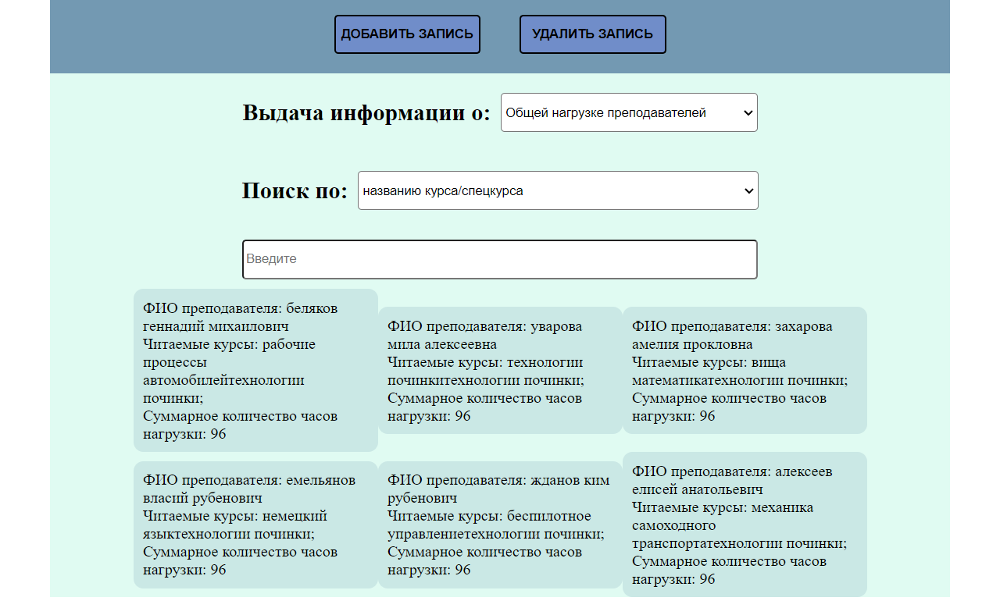 ДОБАВИТЬ ЗАПИСЬ
УДАЛИТЬ ЗАПИСЬ
Выдача информации о:
Общей нагрузке преподавателей
Поиск по:
названию курса/спецкурса
Введите
ФИО преподавателя: беляков
геннадий михаилович
Читаемые курсы: рабочие
процессы
автомобилейтехнологии
починки;
Суммарное количество часов
нагрузки: 96
ФИО преподавателя: уварова
мила алексеевна
Читаемые курсы: технологии
починкитехнологии починки;
Суммарное количество часов
нагрузки: 96
ФИО преподавателя: захарова
амелия прокловна
Читаемые курсы: вища
математикатехнологии починки;
Суммарное количество часов
нагрузки: 96
ФИО преподавателя: емельянов
власий рубенович
Читаемые курсы: немецкий
языктехнологии починки;
Суммарное количество часов
нагрузки: 96
ФИО преподавателя: жданов ким
рубенович
Читаемые курсы: беспилотное
управлениетехнологии починки;
Суммарное количество часов
нагрузки: 96
ФИО преподавателя: алексеев
елисей анатольевич
Читаемые курсы: механика
самоходного
транспортатехнологии починки;
Суммарное количество часов
нагрузки: 96